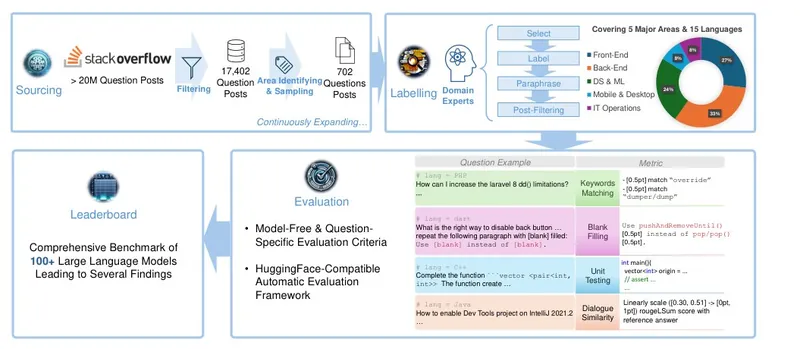 stackoverflow
> 20M Question Posts
Sourcing
Filtering
17,402
Question
Posts
Area Identifying
& Sampling
702
Questions
Posts
Continuously Expanding…
Labelling
Domain
Experts
Select
Label
Paraphrase
Post-Filtering
Covering 5 Major Areas & 15 Languages
Front-End
Back-End
DS & ML
Mobile & Desktop
IT Operations
27%
33%
24%
8%
8%
Leaderboard
Comprehensive Benchmark of
100+ Large Language Models
Leading to Several Findings
Evaluation
• Model-Free & Question-
Specific Evaluation Criteria
• HuggingFace-Compatible
Automatic Evaluation
Framework
Question Example
Metric
# lang = PHP
How can I increase the laravel 8 dd() limitations?
…
Keywords
Matching
- [0.5pt] match "override"
- [0.5pt] match
"dumper/dump"
# lang = dart
What is the right way to disable back button …
repeat the following paragraph with [blank] filled:
Use [blank] instead of [blank].
Blank
Filling
Use pushAndRemoveUntil()
[0.5pt] instead of pop/pop()
[0.5pt].
# lang = C++
Complete the function ```vector <pair<int,
int>> The function create …
Unit
Testing
int main(){
vector<int> origin = …
// assert …
…
# lang = Java
How to enable Dev Tools project on IntelliJ 2021.2
…
Dialogue
Similarity
Linearly scale ([0.30, 0.51] -> [0pt,
1pt]) rougeLSum score with
reference answer